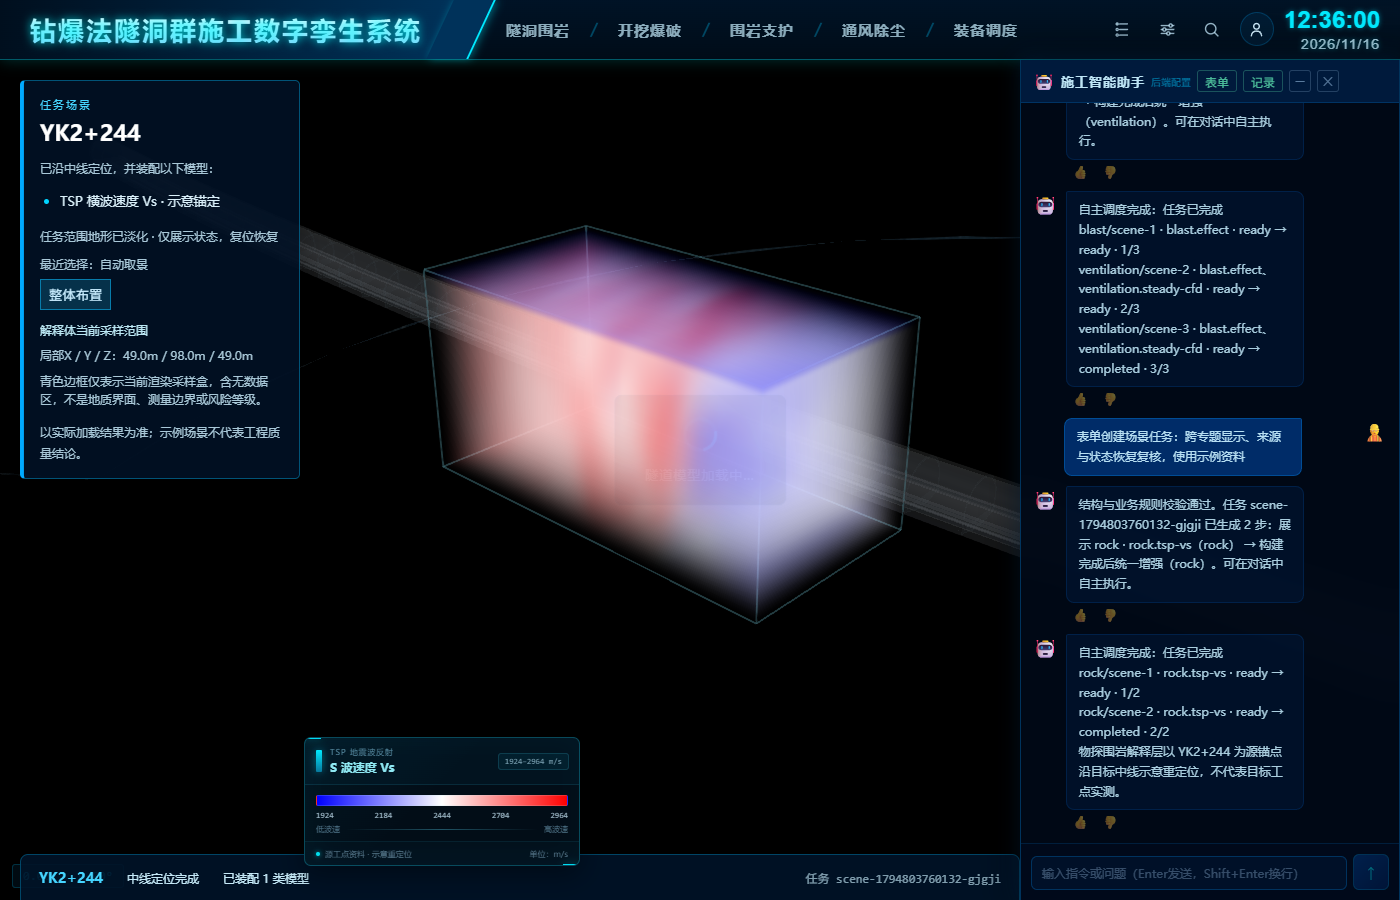 钻爆法隧洞群施工数字孪生系统
隧洞围岩 / 开挖爆破 / 围岩支护 / 通风除尘 / 装备调度
12:36:00
2026/11/16
任务场景
YK2+244
已沿中线定位，并装配以下模型：
• TSP 横波速度 Vs · 示意锚定
任务范围地形已淡化 · 仅展示状态，复位恢复
最近选择：自动取景
整体布置
解释体当前采样范围
局部X / Y / Z：49.0m / 98.0m / 49.0m
青色边框仅表示当前渲染采样盒，含无数据
区，不是地质界面、测量边界或风险等级。
以实际加载结果为准；示例场景不代表工程质
量结论。
隧道模型加载中...
TSP 地震波反射
S 波速度 Vs
1924–2964 m/s
1924 2184 2444 2704 2964
低波速 高波速
源工点资料 · 示意重定位 单位：m/s
YK2+244 中线定位完成 已装配 1 类模型
任务 scene-1794803760132-gjgji
施工智能助手 后端配置 表单 记录
· 构建完成后统一增强
（ventilation）。可在对话中自主执
行。
自主调度完成：任务已完成
blast/scene-1 · blast.effect · ready →
ready · 1/3
ventilation/scene-2 · blast.effect、
ventilation.steady-cfd · ready →
ready · 2/3
ventilation/scene-3 · blast.effect、
ventilation.steady-cfd · ready →
completed · 3/3
表单创建场景任务：跨专题显示、来源
与状态恢复复核，使用示例资料
结构与业务规则校验通过。任务 scene-
1794803760132-gjgji 已生成 2 步：展
示 rock · rock.tsp-vs（rock） → 构建
完成后统一增强（rock）。可在对话中
自主执行。
自主调度完成：任务已完成
rock/scene-1 · rock.tsp-vs · ready →
ready · 1/2
rock/scene-2 · rock.tsp-vs · ready →
completed · 2/2
物探围岩解释层以 YK2+244 为源锚点
沿目标中线示意重定位，不代表目标工
点实测。
输入指令或问题（Enter发送，Shift+Enter换行）